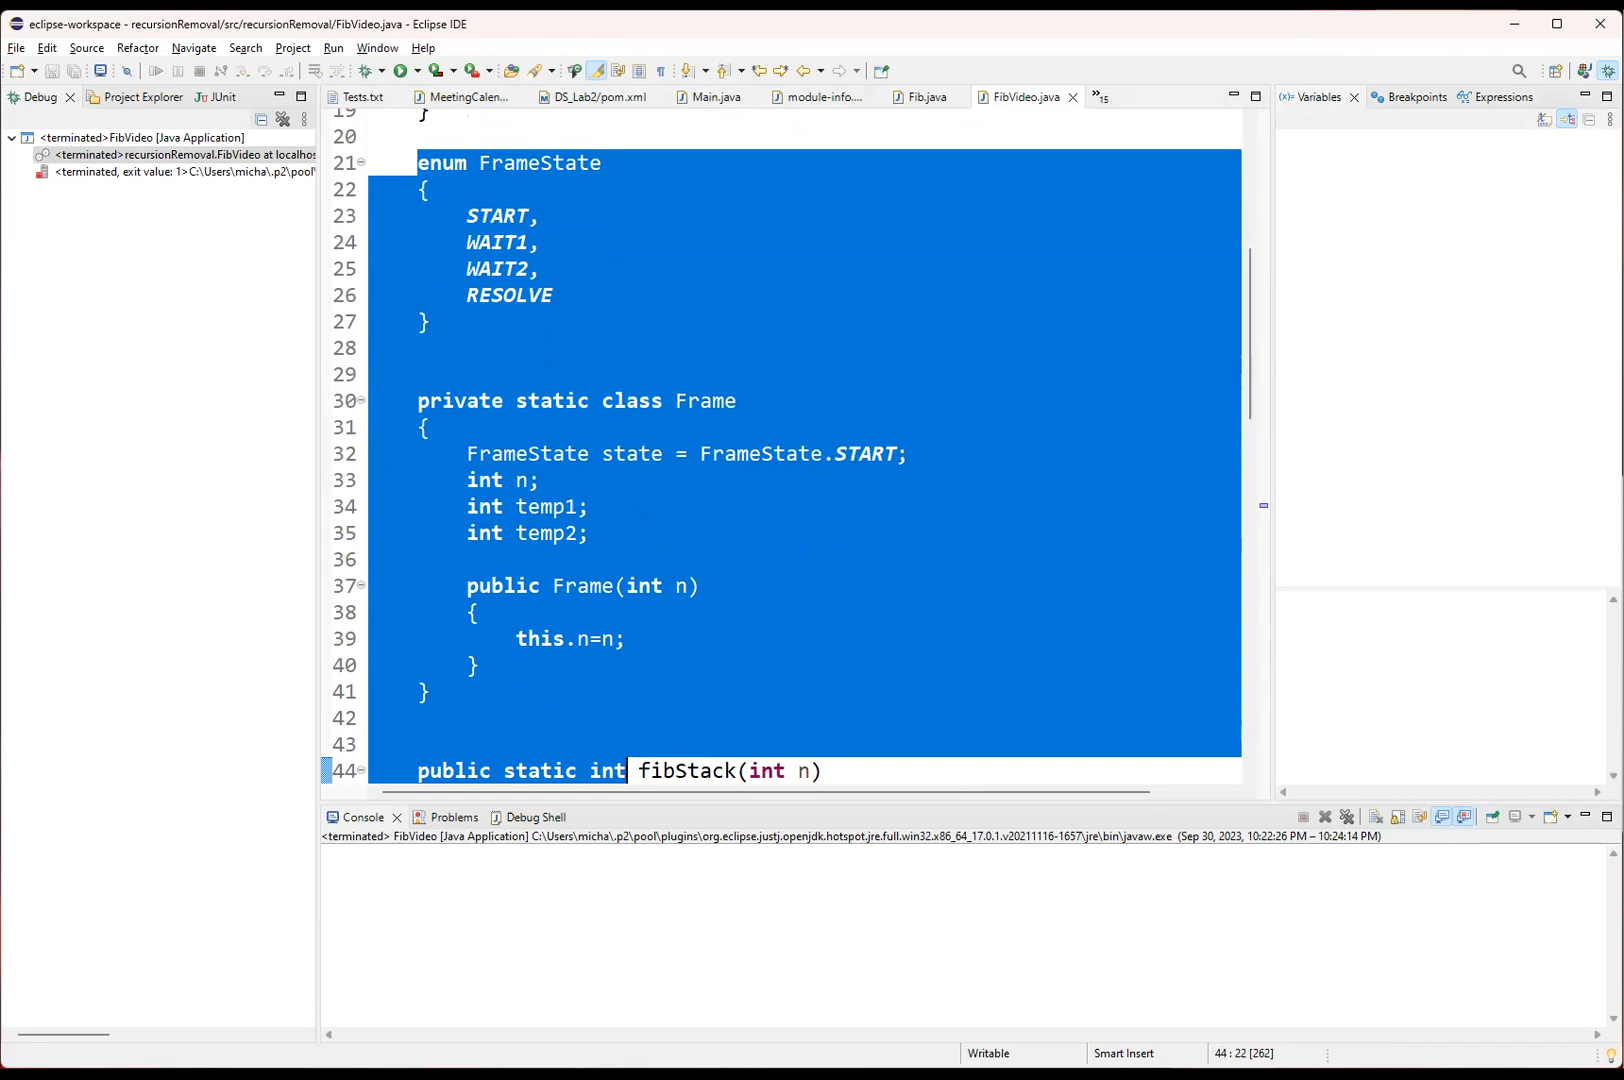 eclipse-workspace - recursionRemoval/src/recursionRemoval/FibVideo.java - Eclipse IDE
File Edit Source Refactor Navigate Search Project Run Window Help
Debug Project Explorer JUnit
Tests.txt MeetingCalen... DS_Lab2/pom.xml Main.java module-info.... Fib.java FibVideo.java »15
Variables Breakpoints Expressions
<terminated>FibVideo [Java Application]
<terminated>recursionRemoval.FibVideo at localhos
<terminated, exit value: 1>C:\Users\micha\.p2\pool\
19 }
20
21 enum FrameState
22 {
23 START,
24 WAIT1,
25 WAIT2,
26 RESOLVE
27 }
28
29
30 private static class Frame
31 {
32 FrameState state = FrameState.START;
33 int n;
34 int temp1;
35 int temp2;
36
37 public Frame(int n)
38 {
39 this.n=n;
40 }
41 }
42
43
44 public static int fibStack(int n)
Console Problems Debug Shell
<terminated> FibVideo [Java Application] C:\Users\micha\.p2\pool\plugins\org.eclipse.justj.openjdk.hotspot.jre.full.win32.x86_64_17.0.1.v20211116-1657\jre\bin\javaw.exe (Sep 30, 2023, 10:22:26 PM – 10:24:14 PM)
Writable Smart Insert 44 : 22 [262]